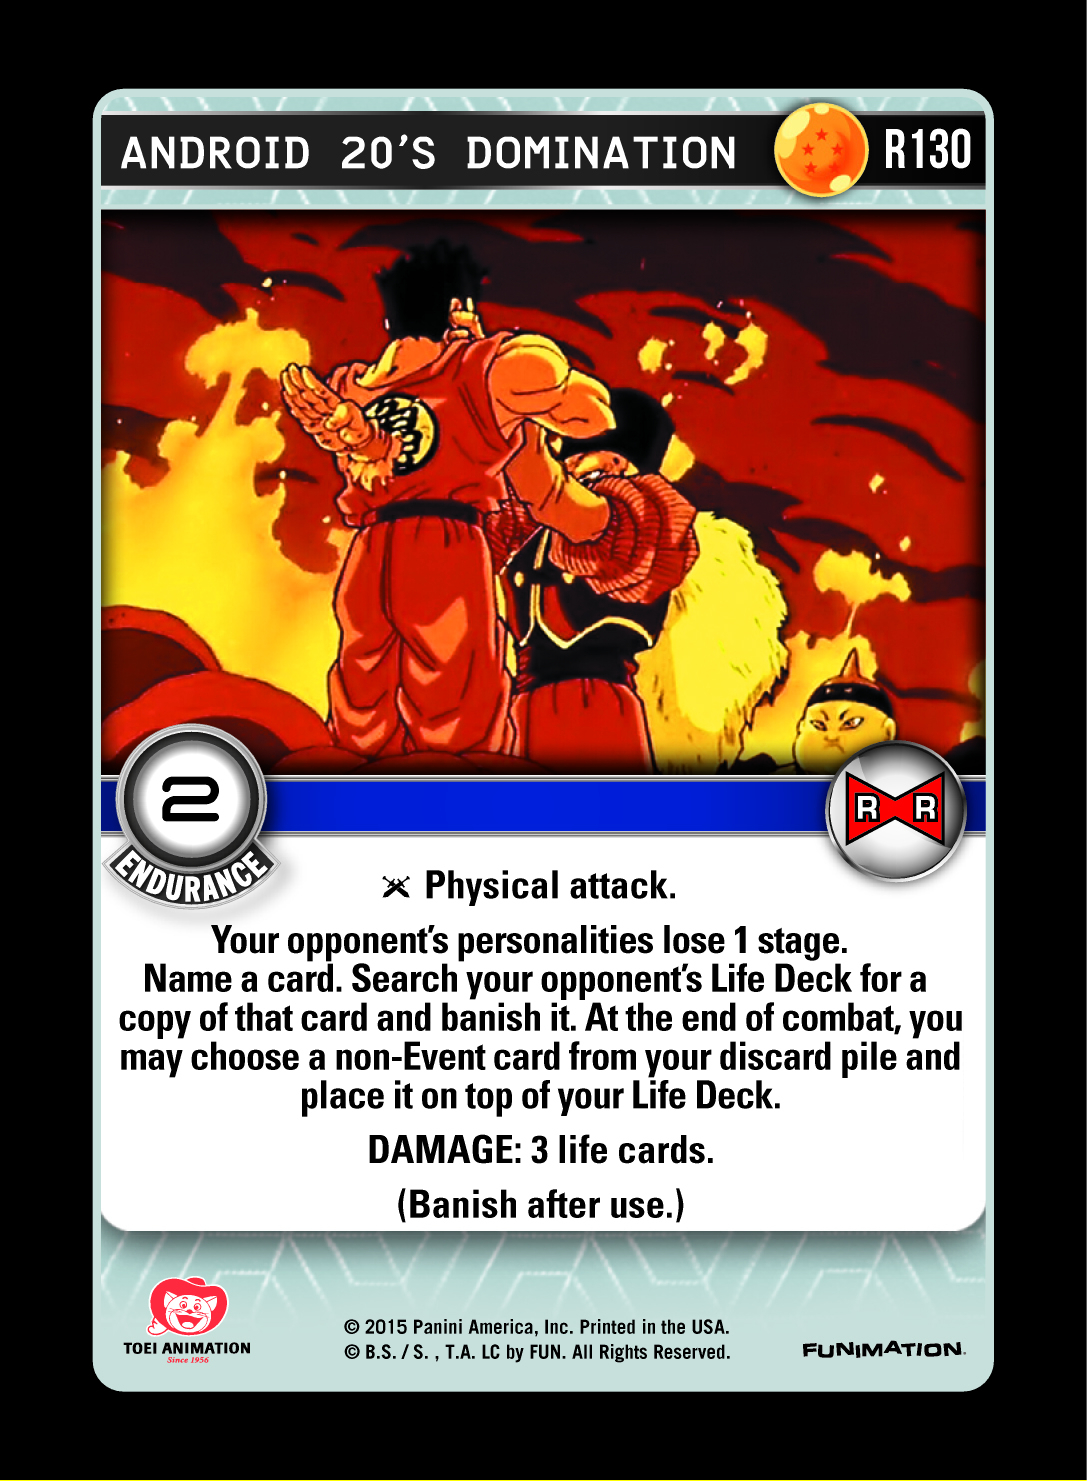 ANDROID 20'S DOMINATION
R130
2
ENDURANCE
R R
Physical attack.
Your opponent's personalities lose 1 stage.
Name a card. Search your opponent's Life Deck for a
copy of that card and banish it. At the end of combat, you
may choose a non-Event card from your discard pile and
place it on top of your Life Deck.
DAMAGE: 3 life cards.
(Banish after use.)
TOEI ANIMATION
Since 1956
© 2015 Panini America, Inc. Printed in the USA.
© B.S. / S. , T.A. LC by FUN. All Rights Reserved.
FUNIMATION